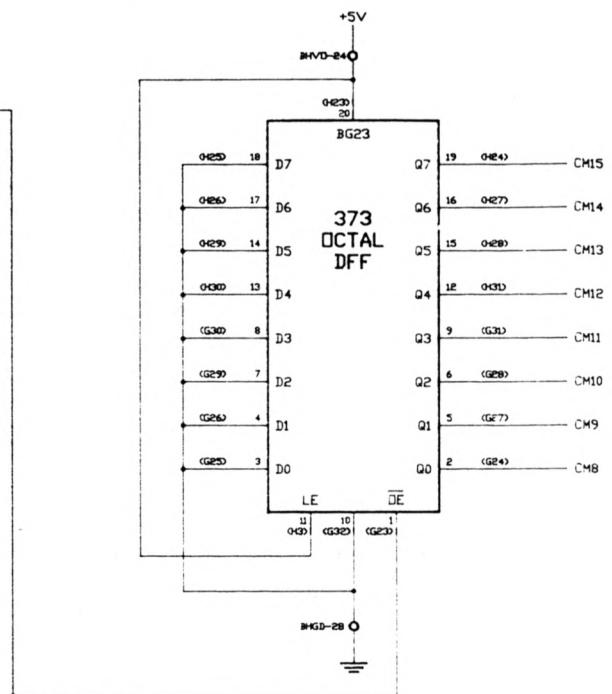 +5V
BHVD-24
(H23)
20
BG23
(H25) 18 D7 Q7 19 (H24) CM15
(H26) 17 D6 Q6 16 (H27) CM14
373
OCTAL
DFF
(H29) 14 D5 Q5 15 (H28) CM13
(H30) 13 D4 Q4 12 (H31) CM12
(G30) 8 D3 Q3 9 (G31) CM11
(G29) 7 D2 Q2 6 (G28) CM10
(G26) 4 D1 Q1 5 (G27) CM9
(G25) 3 D0 Q0 2 (G24) CM8
LE OE
11 10 1
(H3) (G32) (G23)
BHGD-28